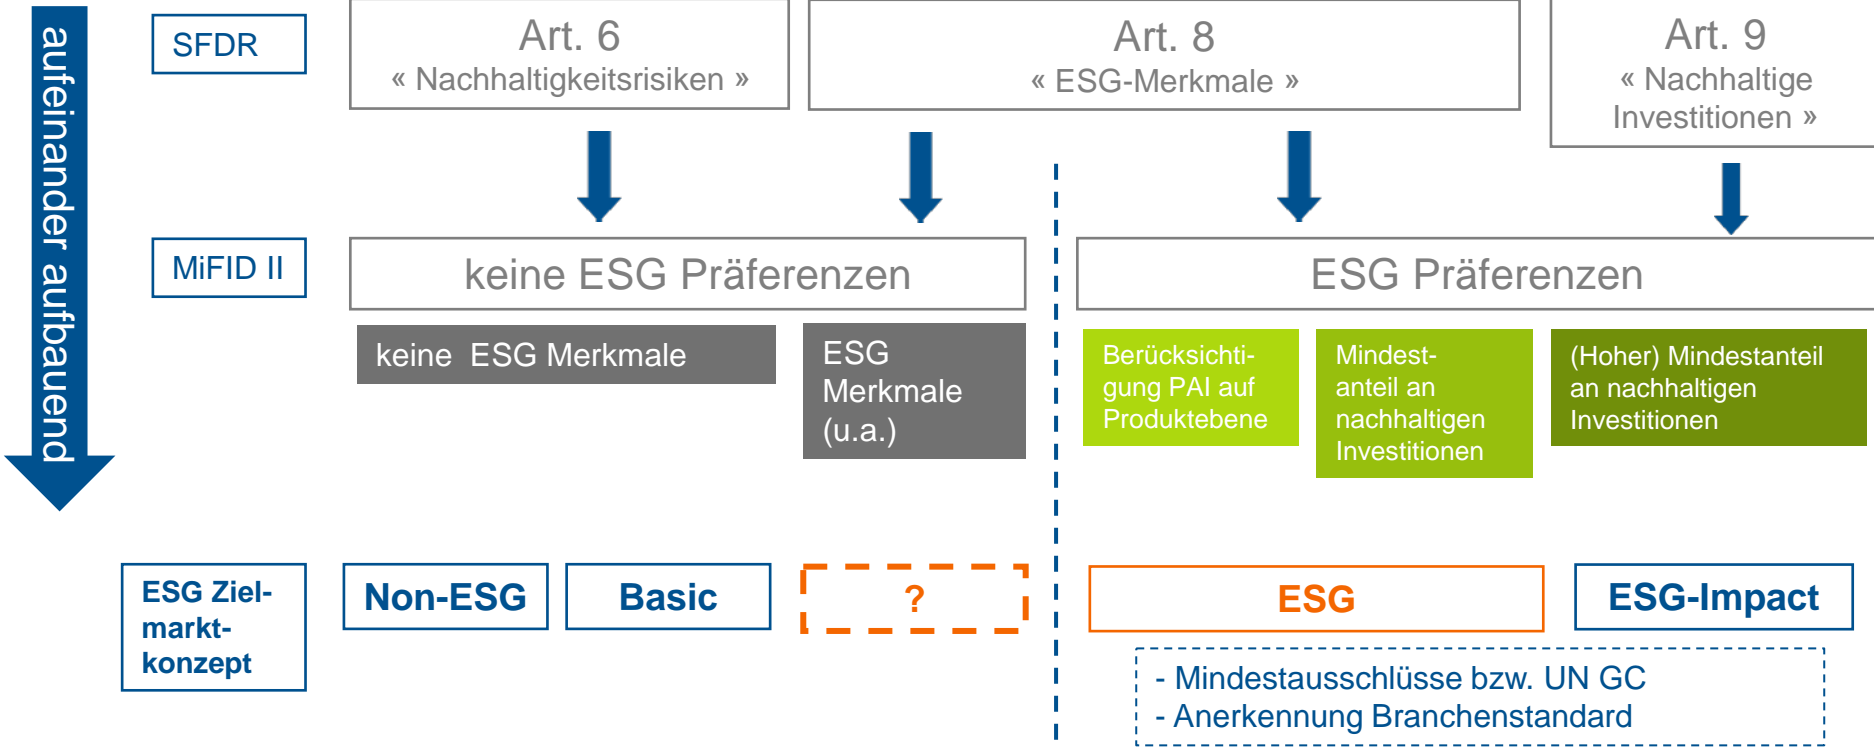 aufeinander aufbauend
SFDR
Art. 6
« Nachhaltigkeitsrisiken »
Art. 8
« ESG-Merkmale »
Art. 9
« Nachhaltige
Investitionen »
MiFID II
keine ESG Präferenzen
ESG Präferenzen
keine ESG Merkmale
ESG
Merkmale
(u.a.)
Berücksichti-
gung PAI auf
Produktebene
Mindest-
anteil an
nachhaltigen
Investitionen
(Hoher) Mindestanteil
an nachhaltigen
Investitionen
ESG Ziel-
markt-
konzept
Non-ESG
Basic
?
ESG
ESG-Impact
- Mindestausschlüsse bzw. UN GC
- Anerkennung Branchenstandard